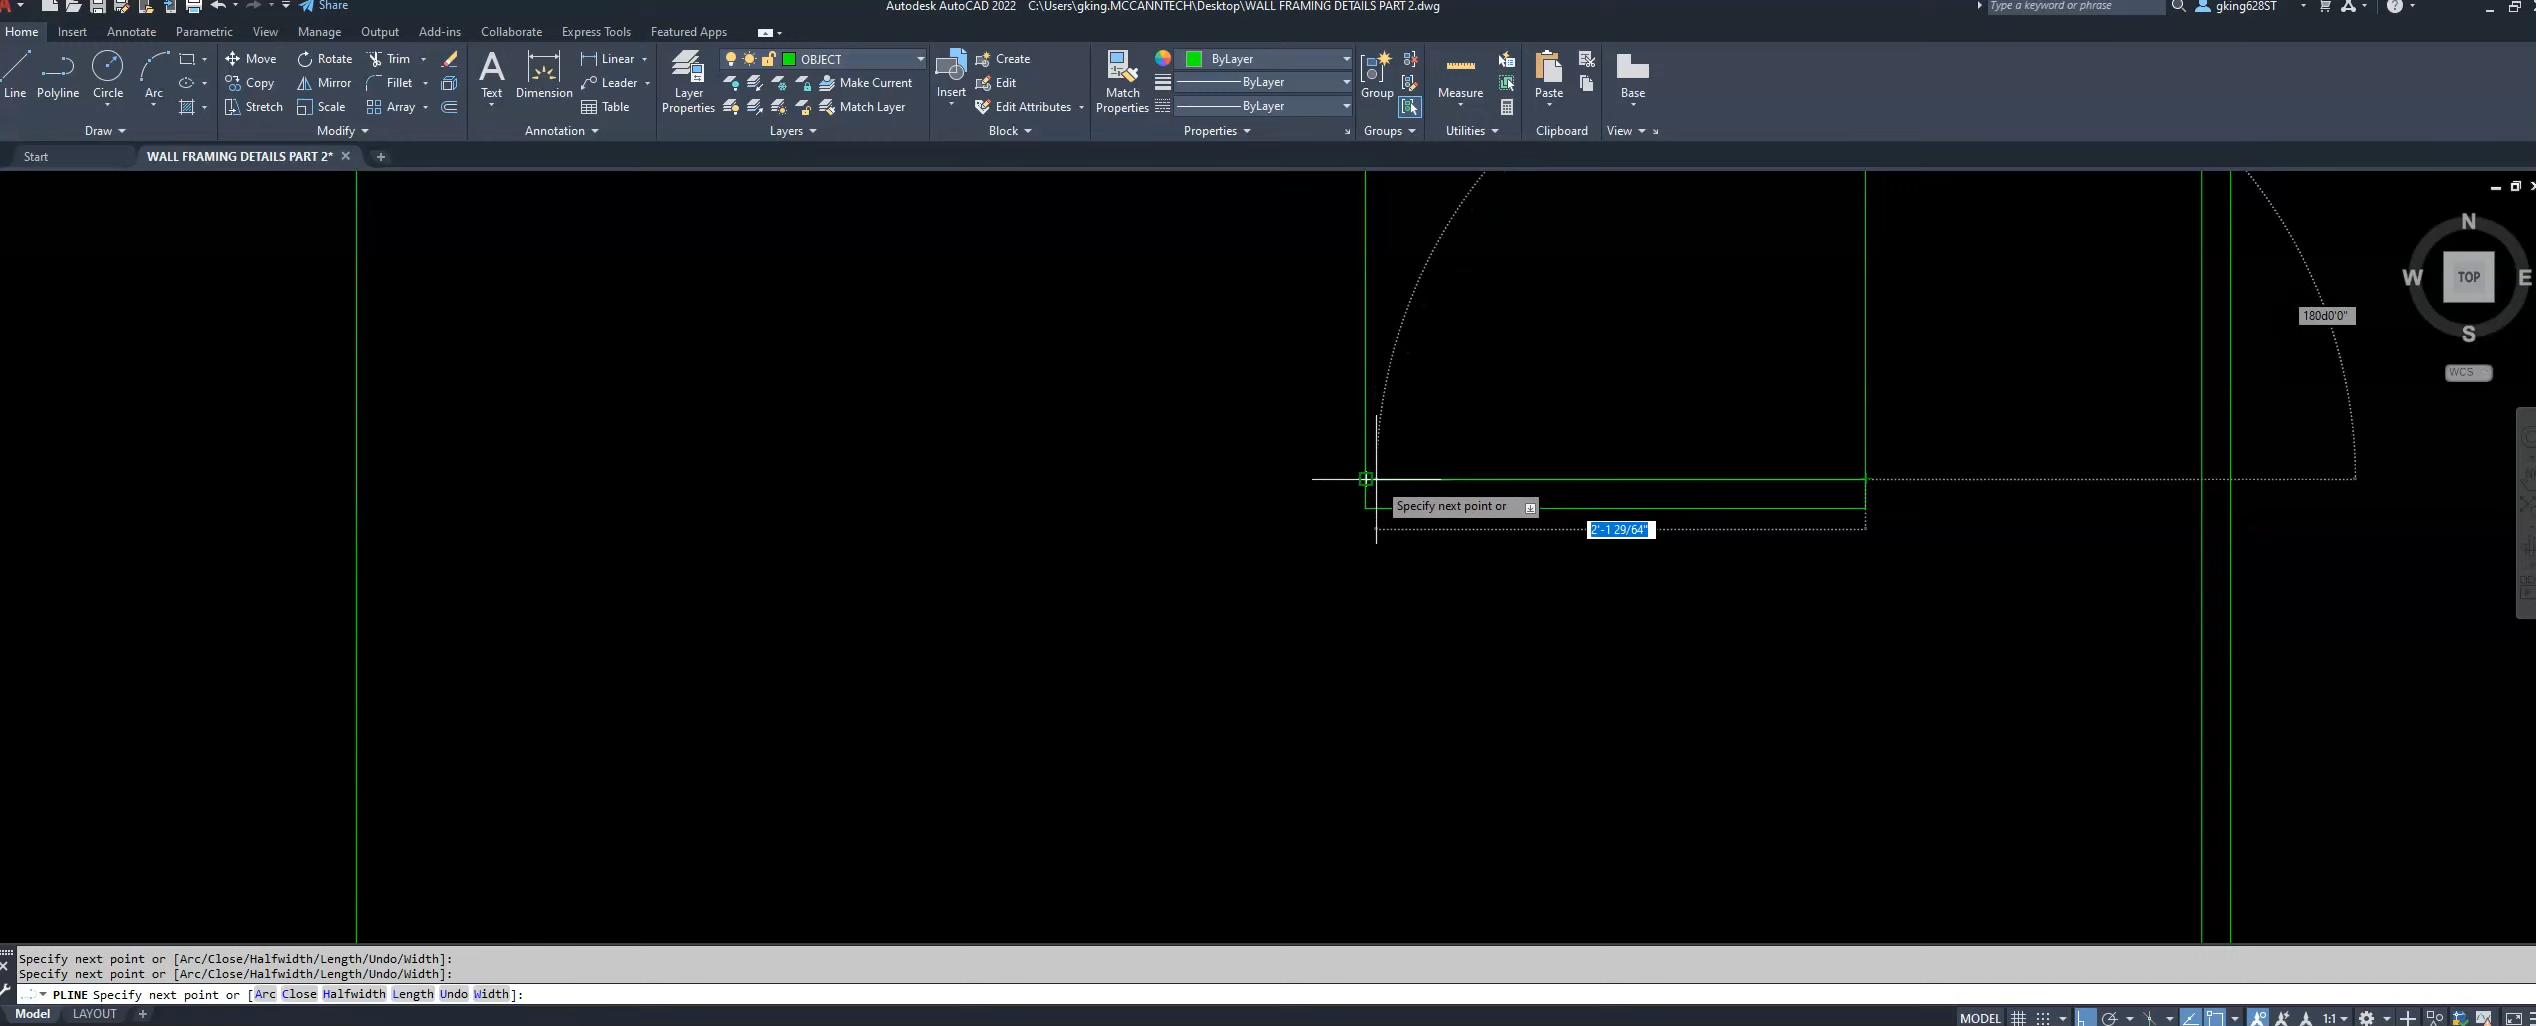 Share
Autodesk AutoCAD 2022 C:\Users\gking.MCCANNTECH\Desktop\WALL FRAMING DETAILS PART 2.dwg
Type a keyword or phrase
gking628ST
Home Insert Annotate Parametric View Manage Output Add-ins Collaborate Express Tools Featured Apps
Line
Polyline
Circle
Arc
Draw
Move
Rotate
Trim
Copy
Mirror
Fillet
Stretch
Scale
Array
Modify
Text
Dimension
Linear
Leader
Table
Annotation
Layer
Properties
OBJECT
Make Current
Match Layer
Layers
Insert
Create
Edit
Edit Attributes
Block
Match
Properties
ByLayer
ByLayer
ByLayer
Properties
Group
Groups
Measure
Utilities
Paste
Clipboard
Base
View
Start
WALL FRAMING DETAILS PART 2*
N
W
TOP
E
S
WCS
180d0'0"
Specify next point or
2'-1 29/64"
Specify next point or [Arc/Close/Halfwidth/Length/Undo/Width]:
Specify next point or [Arc/Close/Halfwidth/Length/Undo/Width]:
PLINE Specify next point or [Arc Close Halfwidth Length Undo Width]:
Model LAYOUT
MODEL
1:1